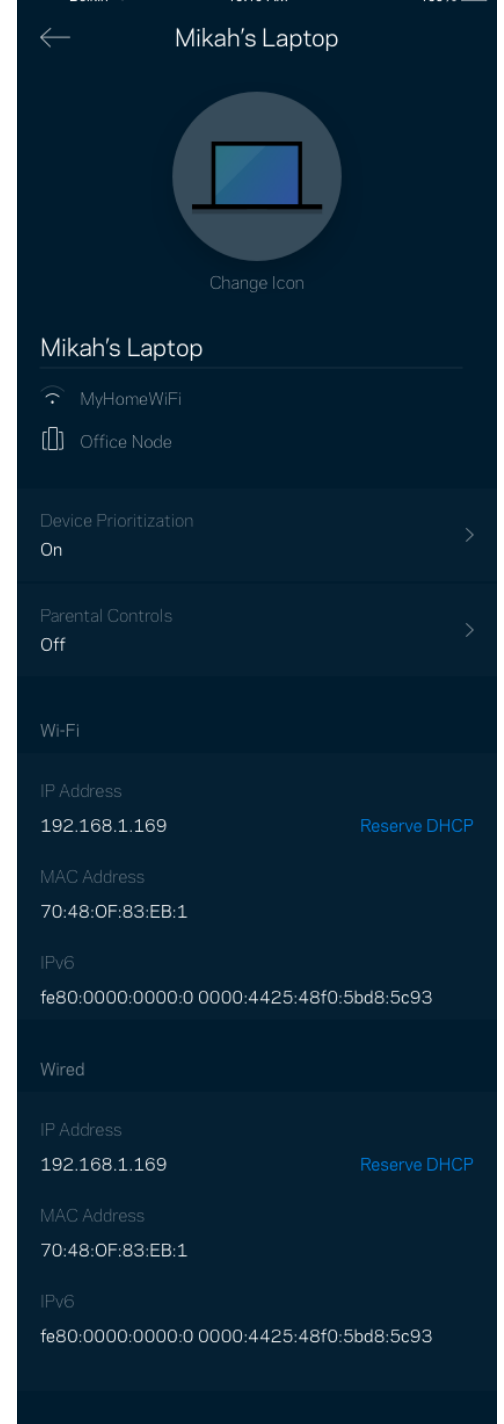 Mikah's Laptop
Change Icon
Mikah's Laptop
MyHomeWiFi
Office Node
Device Prioritization
On
Parental Controls
Off
Wi-Fi
IP Address
192.168.1.169 Reserve DHCP
MAC Address
70:48:0F:83:EB:1
IPv6
fe80:0000:0000:0 0000:4425:48f0:5bd8:5c93
Wired
IP Address
192.168.1.169 Reserve DHCP
MAC Address
70:48:0F:83:EB:1
IPv6
fe80:0000:0000:0 0000:4425:48f0:5bd8:5c93